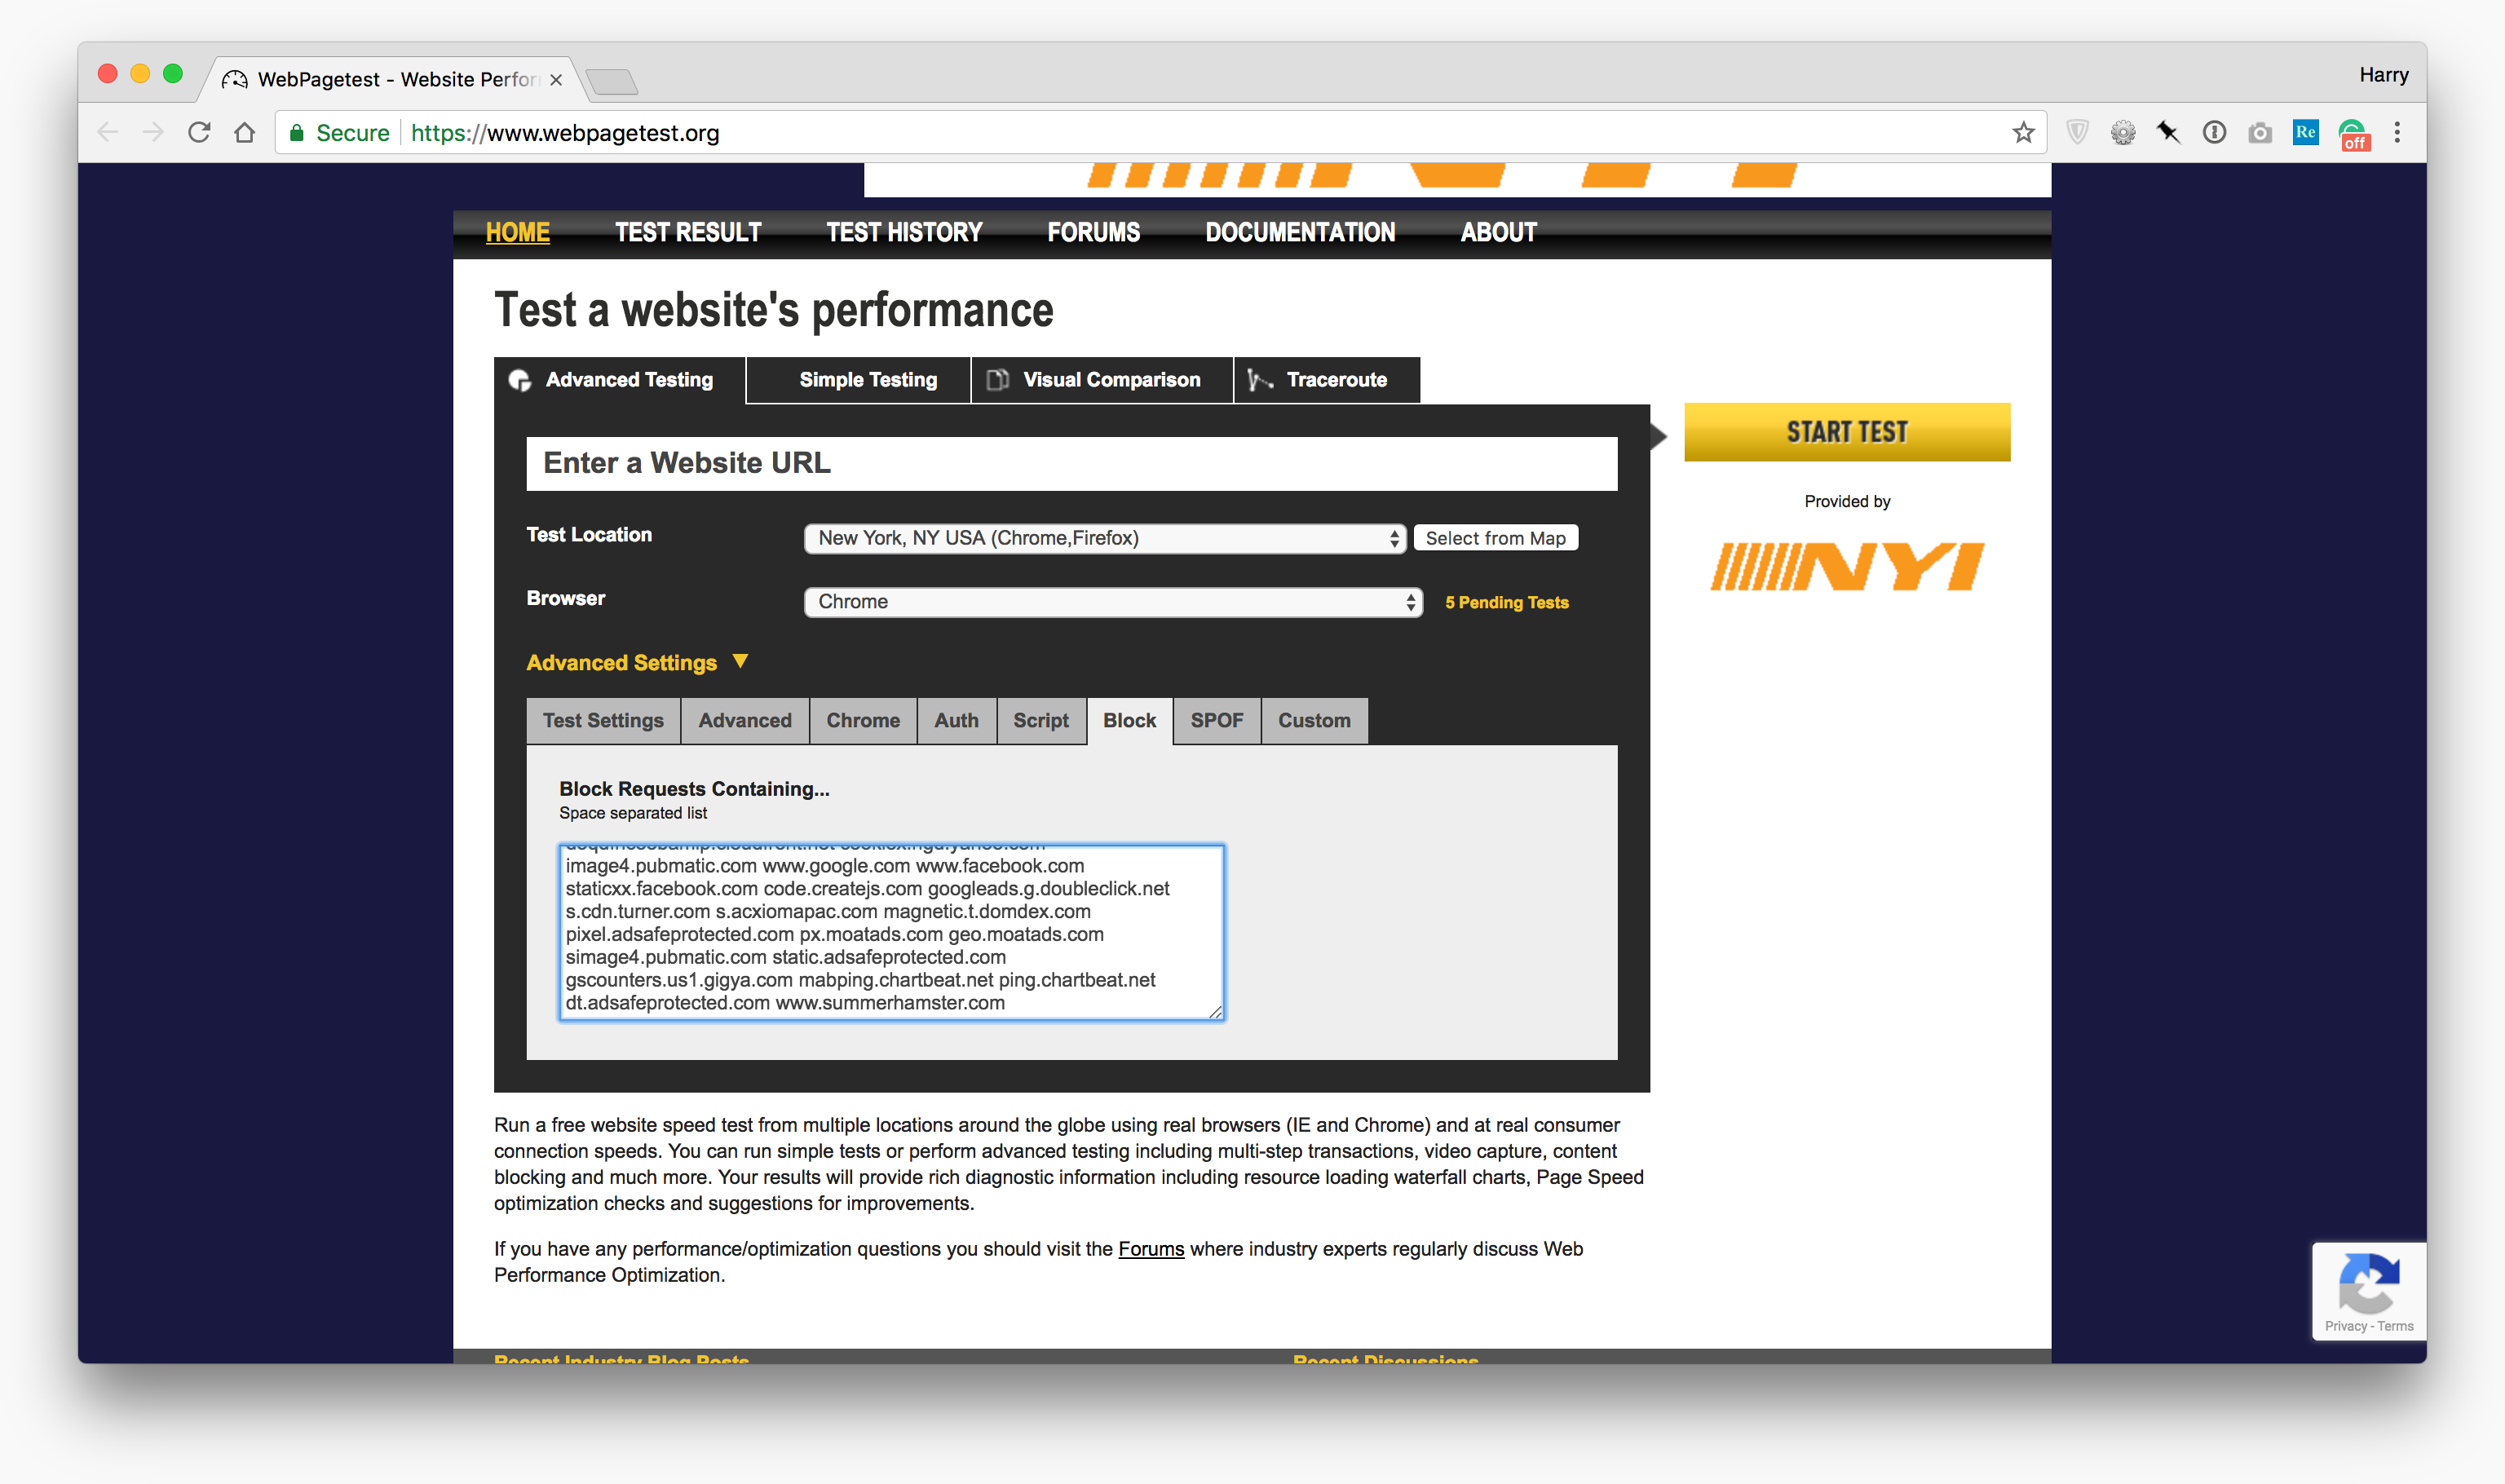 WebPagetest - Website Perfor
Harry
Secure https://www.webpagetest.org
Re
off
HOME TEST RESULT TEST HISTORY FORUMS DOCUMENTATION ABOUT
Test a website's performance
Advanced Testing Simple Testing Visual Comparison Traceroute
Enter a Website URL
START TEST
Provided by
NYI
Test Location New York, NY USA (Chrome,Firefox) Select from Map
Browser Chrome 5 Pending Tests
Advanced Settings ▼
Test Settings Advanced Chrome Auth Script Block SPOF Custom
Block Requests Containing...
Space separated list
image4.pubmatic.com www.google.com www.facebook.com
staticxx.facebook.com code.createjs.com googleads.g.doubleclick.net
s.cdn.turner.com s.acxiomapac.com magnetic.t.domdex.com
pixel.adsafeprotected.com px.moatads.com geo.moatads.com
simage4.pubmatic.com static.adsafeprotected.com
gscounters.us1.gigya.com mabping.chartbeat.net ping.chartbeat.net
dt.adsafeprotected.com www.summerhamster.com
Run a free website speed test from multiple locations around the globe using real browsers (IE and Chrome) and at real consumer
connection speeds. You can run simple tests or perform advanced testing including multi-step transactions, video capture, content
blocking and much more. Your results will provide rich diagnostic information including resource loading waterfall charts, Page Speed
optimization checks and suggestions for improvements.
If you have any performance/optimization questions you should visit the Forums where industry experts regularly discuss Web
Performance Optimization.
Privacy - Terms
Recent Industry Blog Posts Recent Discussions